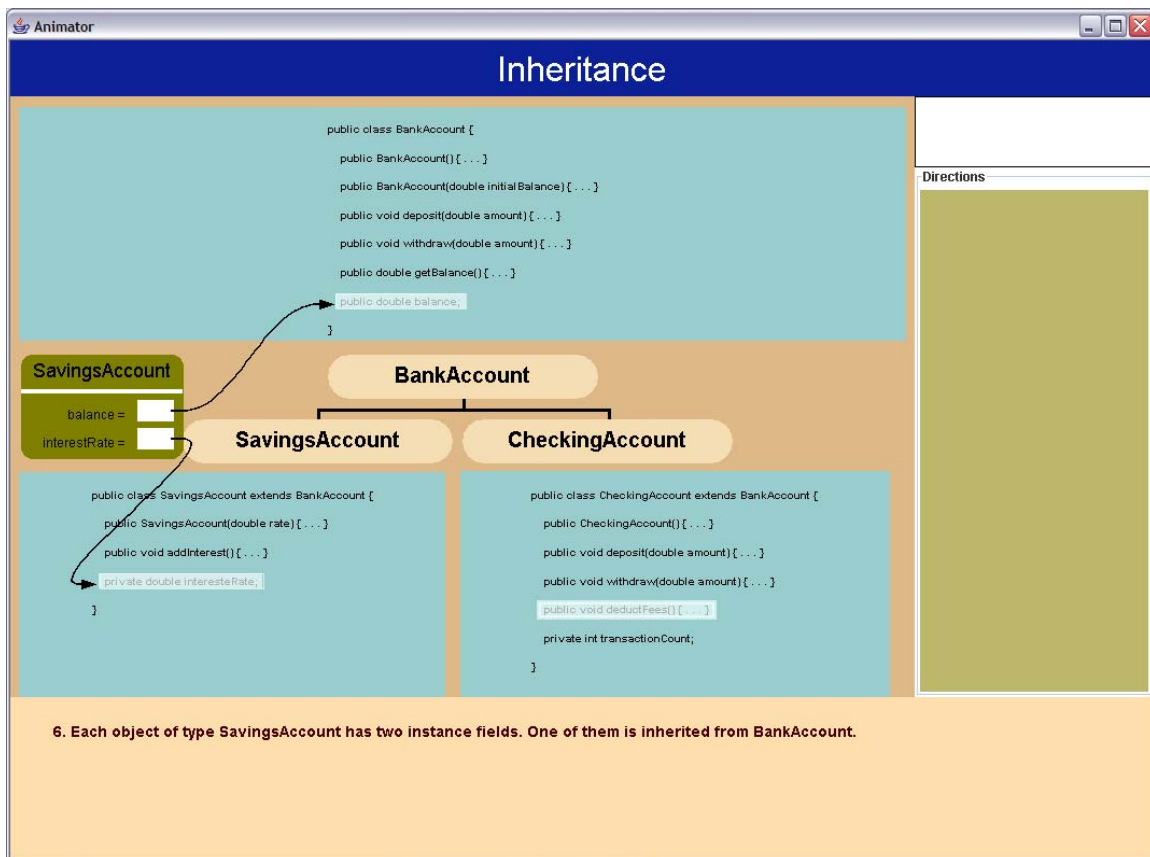 Animator
Inheritance
public class BankAccount {
public BankAccount(){ . . . }
public BankAccount(double initialBalance){ . . . }
public void deposit(double amount){ . . . }
public void withdraw(double amount){ . . . }
public double getBalance(){ . . . }
public double balance;
}
Directions
SavingsAccount
balance =
interestRate =
BankAccount
SavingsAccount
CheckingAccount
public class SavingsAccount extends BankAccount {
public SavingsAccount(double rate){ . . . }
public void addInterest(){ . . . }
private double interesteRate;
}
public class CheckingAccount extends BankAccount {
public CheckingAccount(){ . . . }
public void deposit(double amount){ . . . }
public void withdraw(double amount){ . . . }
public void deductFees(){ . . . }
private int transactionCount;
}
6. Each object of type SavingsAccount has two instance fields. One of them is inherited from BankAccount.